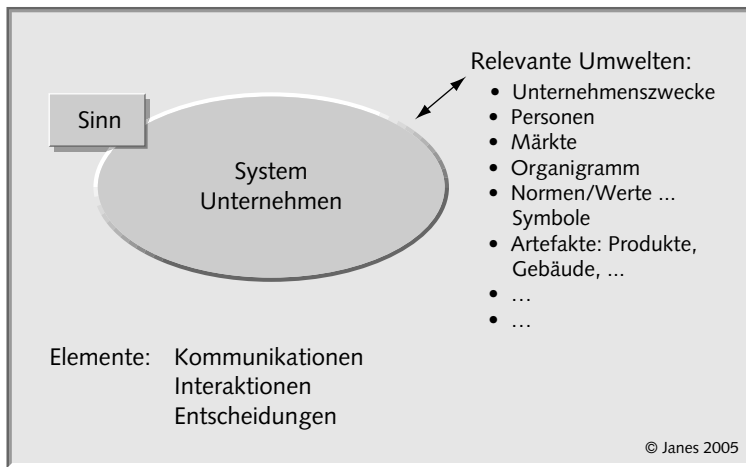 Sinn
System
Unternehmen
Relevante Umwelten:
• Unternehmenszwecke
• Personen
• Märkte
• Organigramm
• Normen/Werte ...
Symbole
• Artefakte: Produkte,
Gebäude, ...
• ...
• ...
Elemente: Kommunikationen
Interaktionen
Entscheidungen
© Janes 2005